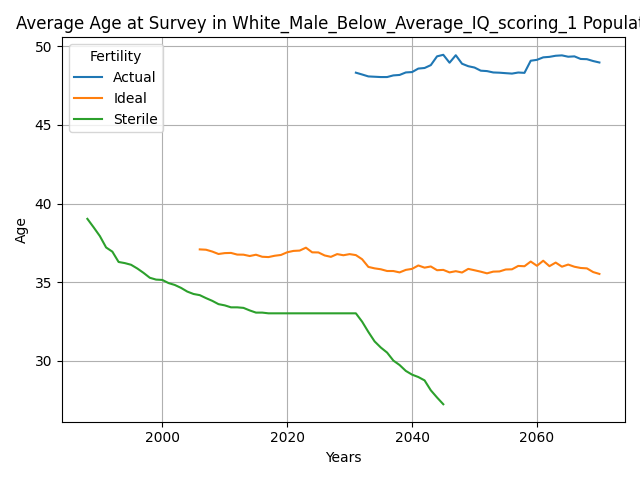 Average Age at Survey in White_Male_Below_Average_IQ_scoring_1 Populat
Fertility
Actual
Ideal
Sterile
50
45
40
35
30
Age
2000
2020
2040
2060
Years